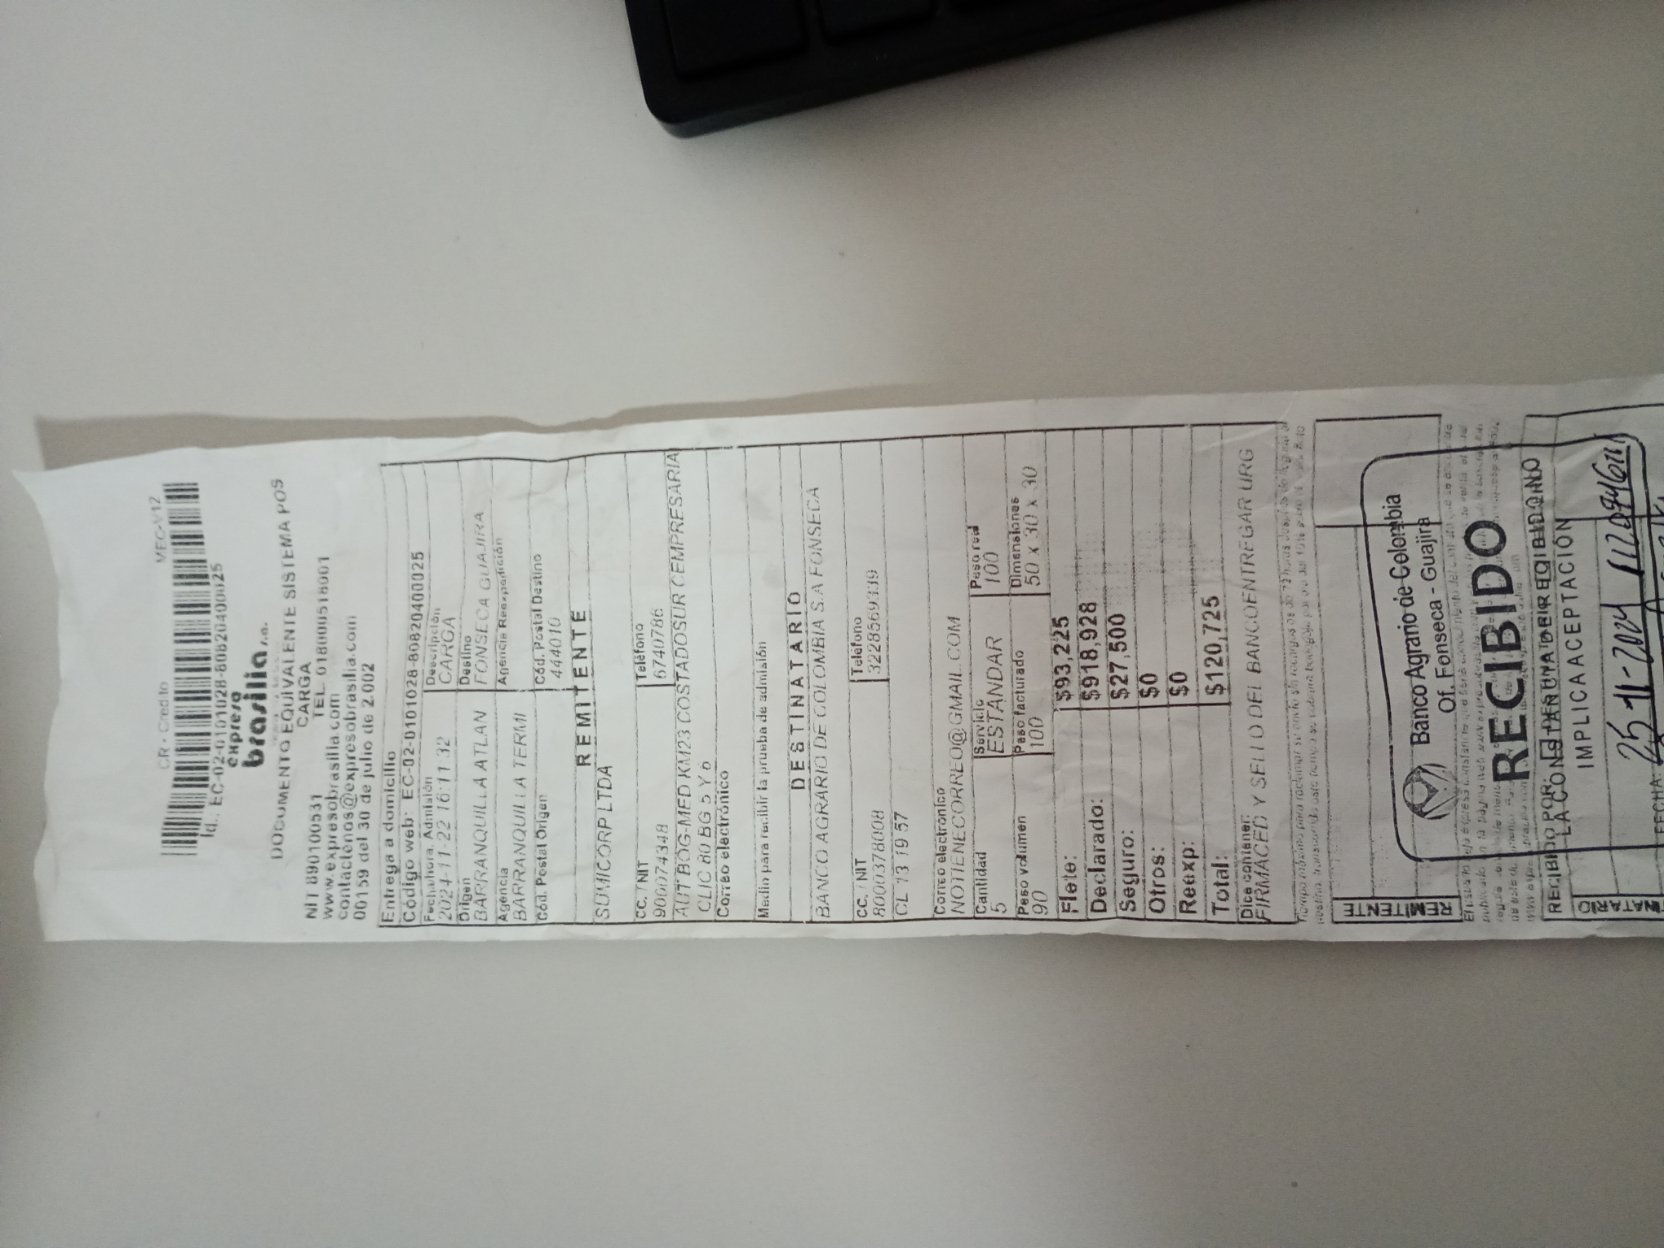 CR - Credito MEC-V12
Id.: EC-02-0101028-8082040​0025
expreso
brasilia s.a.
DOCUMENTO EQUIVALENTE SISTEMA POS
CARGA
NIT 890100531 TEL. 018000518001
www.expresobrasilia.com
contactenos@expresobrasilia.com
00159 del 30 de julio de 2.002
Entrega a domicilio
Código web: EC-02-0101028-80820400025
Fecha/hora. Admisión Descripción
2024-11-22 16:11:32 CARGA
Origen Destino
BARRANQUILLA ATLAN FONSECA GUAJIRA
Agencia Agencia Reexpedición
BARRANQUILLA TERMI
Cód. Postal Origen Cód. Postal Destino
444010
REMITENTE
SUMICORP LTDA
CC. / NIT Teléfono
900074348 6740786
AUT BOG-MED KM23 COSTADOSUR C EMPRESARIA
CLIC 80 BG 5 Y 6
Correo electrónico
Medio para recibir la prueba de admisión
DESTINATARIO
BANCO AGRARIO DE COLOMBIA S.A FONSECA
CC. / NIT Teléfono
8000378008 3228569339
CL 13 19 57
Correo electronico
NOTIENECORREO@GMAIL.COM
Cantidad Servicio Peso real
5 ESTANDAR 100
Peso volumen Peso facturado Dimensiones
90 100 50 x 30 x 30
Flete: $93,225
Declarado: $918,928
Seguro: $27,500
Otros: $0
Reexp: $0
Total: $120,725
Dice contener:
FIRMACED Y SELLO DEL BANCOENTREGAR URG
REMITENTE
Banco Agrario de Colombia
Of. Fonseca - Guajira
RECIBIDO
RECIBIDO POR:
LA CONSTANCIA DE RECIBIDO NO
IMPLICA ACEPTACIÓN
25-11-2024
FECHA: